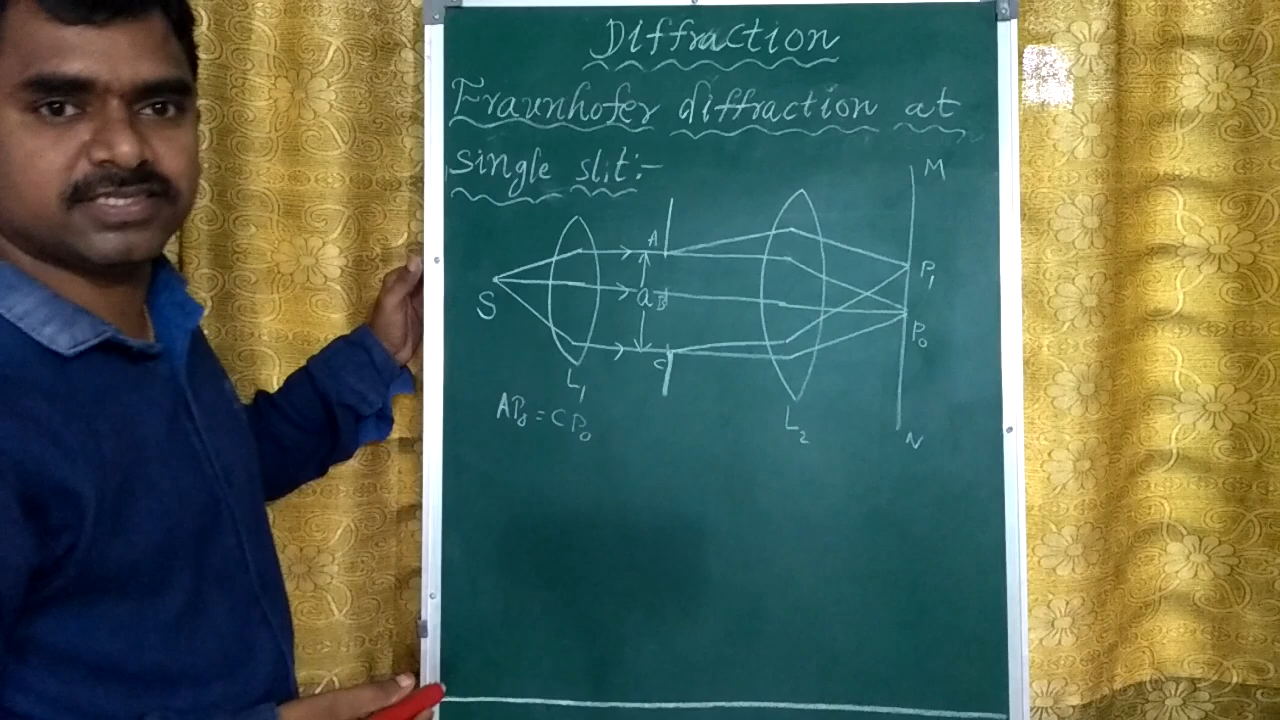 Diffraction
Fraunhofer diffraction at
single slit:-
M
A
P₁
S
a
B
P₀
C
L₁
AP₀ = CP₀
L₂
N